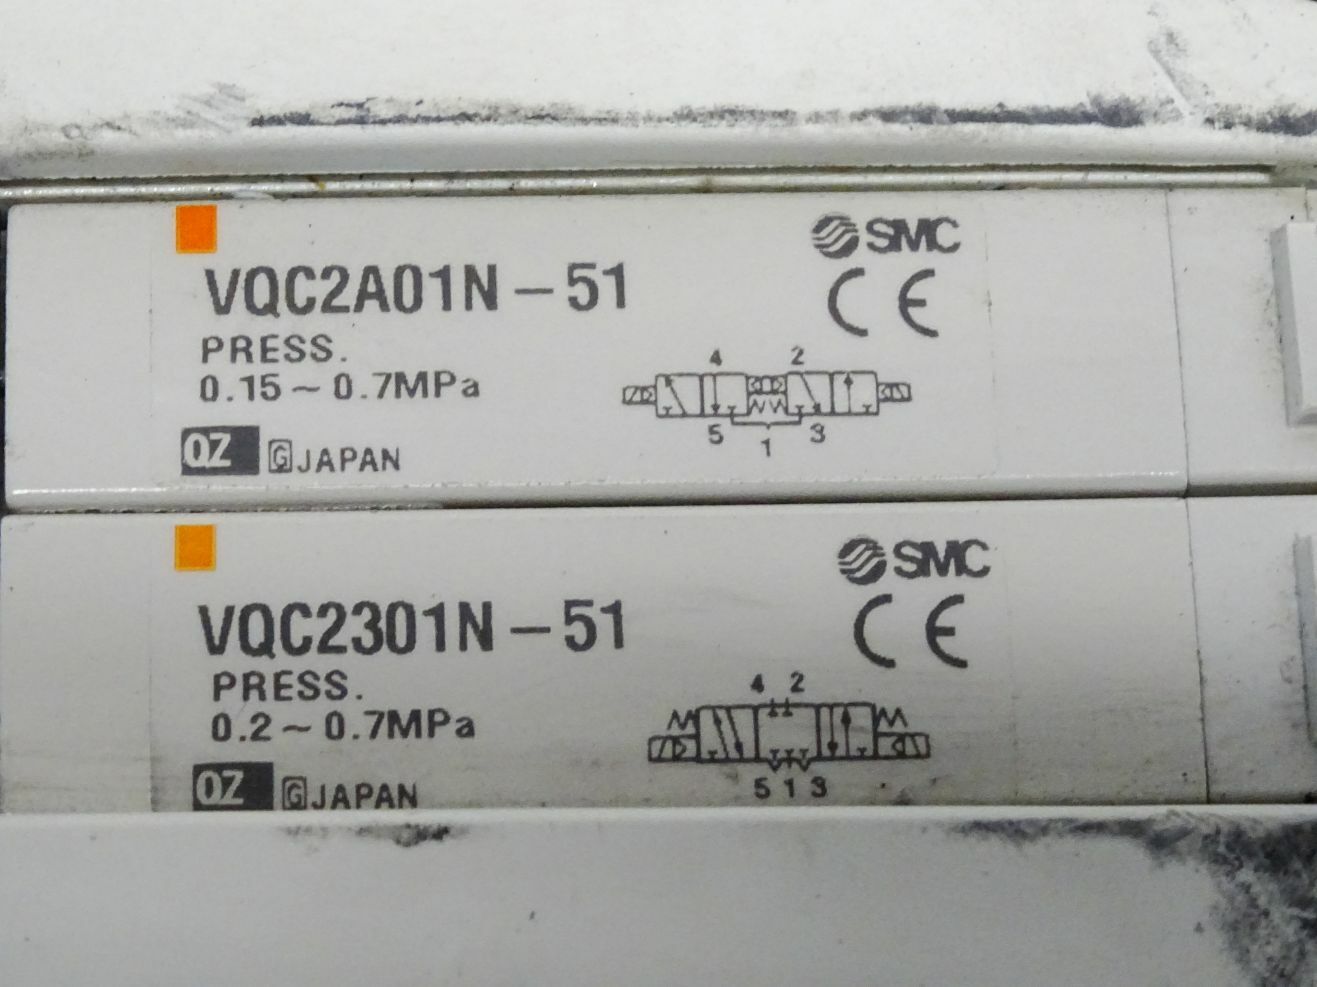 SMC
VQC2A01N-51
CE
PRESS.
0.15~0.7MPa
4 2
5 1 3
QZ G JAPAN
SMC
VQC2301N-51
CE
PRESS.
0.2~0.7MPa
4 2
5 1 3
QZ G JAPAN